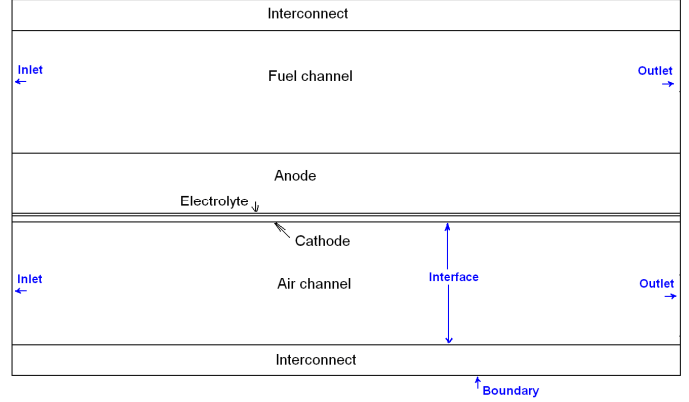 Interconnect
Inlet
Fuel channel
Outlet
Anode
Electrolyte
Cathode
Inlet
Air channel
Interface
Outlet
Interconnect
Boundary